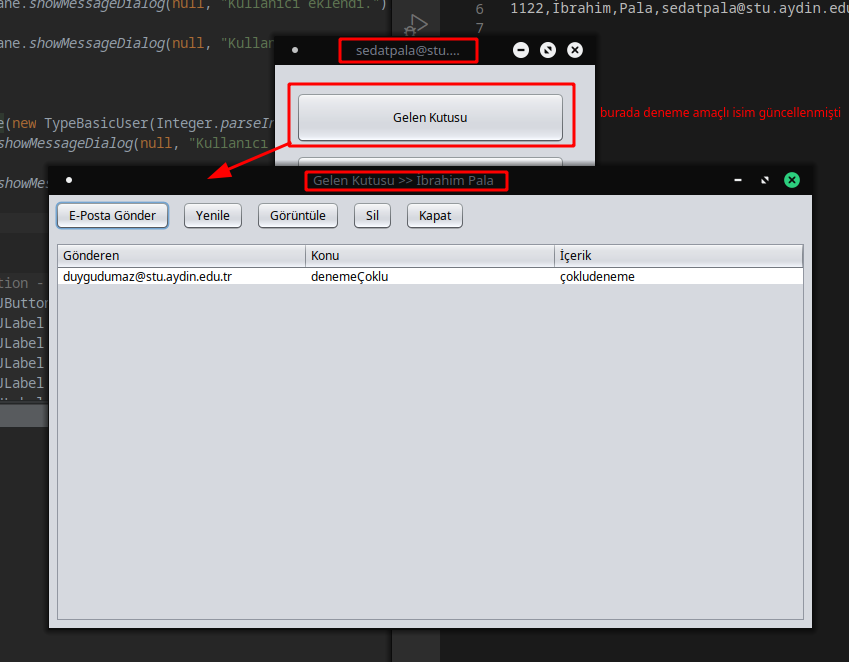 ane.showMessageDialog(null, "Kullanıcı eklendi.")
6 1122,İbrahim,Pala,sedatpala@stu.aydin.edu
7
ane.showMessageDialog(null, "Kullan
sedatpala@stu....
Gelen Kutusu
burada deneme amaçlı isim güncellenmişti
(new TypeBasicUser(Integer.parseIn
showMessageDialog(null, "Kullanıcı
showMes
Gelen Kutusu >> İbrahim Pala
E-Posta Gönder Yenile Görüntüle Sil Kapat
Gönderen Konu İçerik
duygudumaz@stu.aydin.edu.tr denemeÇoklu çokludeneme
tion -
JButton
JLabel
JLabel
JLabel
JLabel